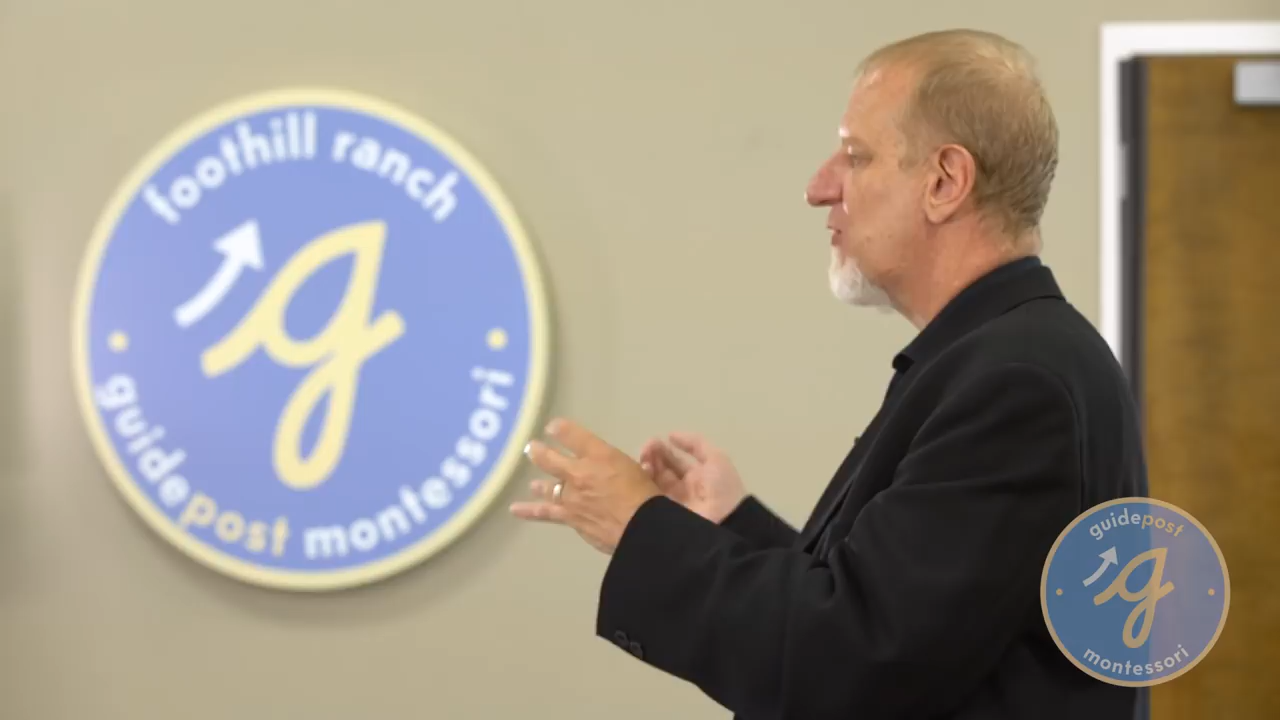 foothill ranch
g
guidepost montessori
guidepost
g
montessori